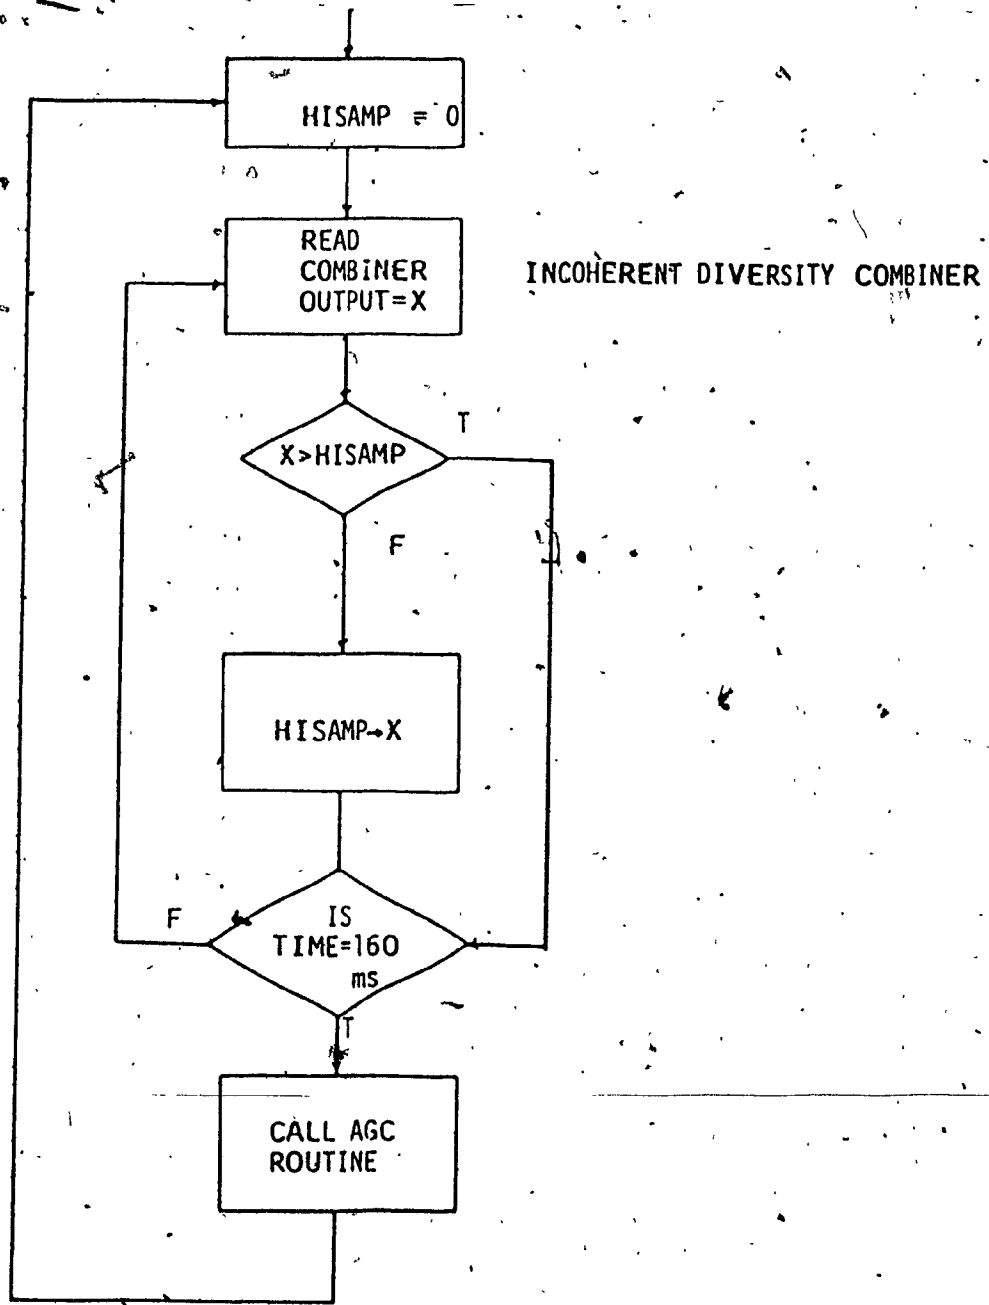 HISAMP = 0
READ
COMBINER
OUTPUT=X
INCOHERENT DIVERSITY COMBINER
X>HISAMP
T
F
HISAMP→X
IS
TIME=160
ms
F
T
CALL AGC
ROUTINE